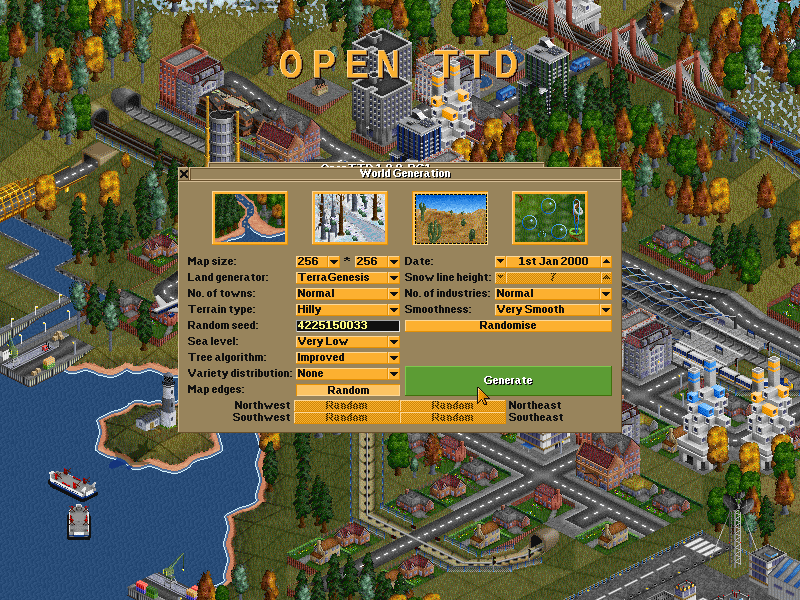 OPEN TTD
World Generation
Map size: 256 * 256 Date: 1st Jan 2000
Land generator: TerraGenesis Snow line height: 7
No. of towns: Normal No. of industries: Normal
Terrain type: Hilly Smoothness: Very Smooth
Random seed: 4225150033 Randomise
Sea level: Very Low
Tree algorithm: Improved
Variety distribution: None Generate
Map edges: Random
Northwest Random Random Northeast
Southwest Random Random Southeast